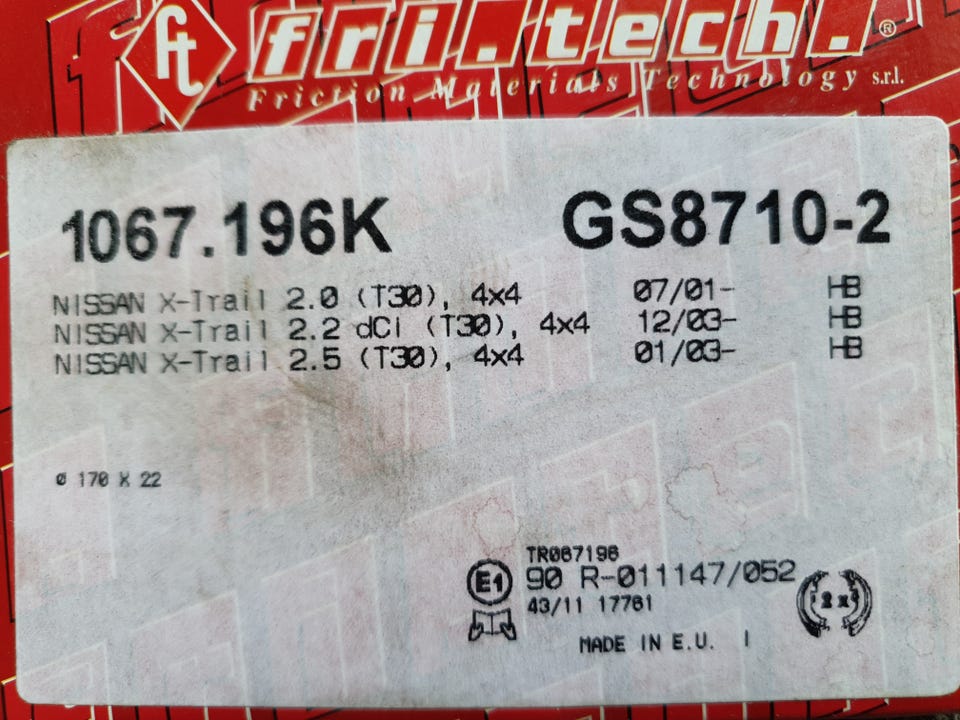 ft fri.tech. ®
Friction Materials Technology s.r.l.
1067.196K GS8710-2
NISSAN X-Trail 2.0 (T30), 4x4 07/01- HB
NISSAN X-Trail 2.2 dCi (T30), 4x4 12/03- HB
NISSAN X-Trail 2.5 (T30), 4x4 01/03- HB
ø 170 X 22
TR067196
E1 90 R-011147/052
43/11 17761
2 x
MADE IN E.U. I